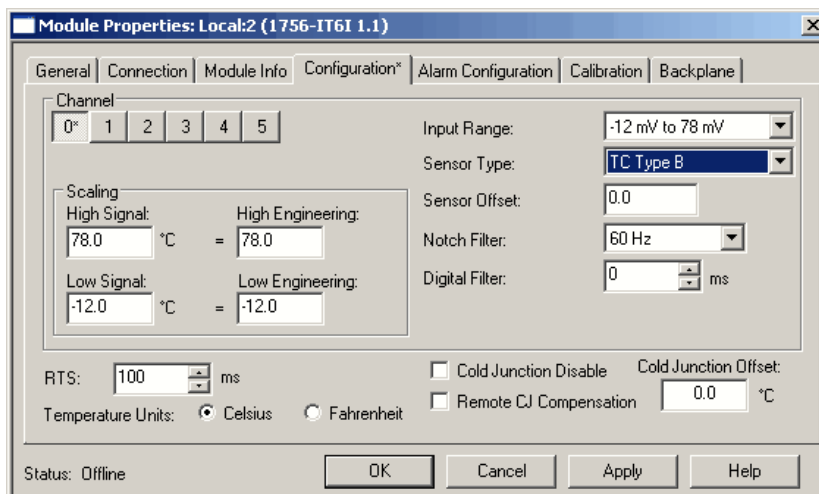 Module Properties: Local:2 (1756-IT6I 1.1)
General Connection Module Info Configuration* Alarm Configuration Calibration Backplane
Channel
0* 1 2 3 4 5
Input Range: -12 mV to 78 mV
Sensor Type: TC Type B
Scaling
Sensor Offset: 0.0
High Signal: High Engineering:
78.0 °C = 78.0
Notch Filter: 60 Hz
Low Signal: Low Engineering:
-12.0 °C = -12.0
Digital Filter: 0 ms
RTS: 100 ms
Cold Junction Disable Cold Junction Offset:
Remote CJ Compensation 0.0 °C
Temperature Units: Celsius Fahrenheit
Status: Offline OK Cancel Apply Help